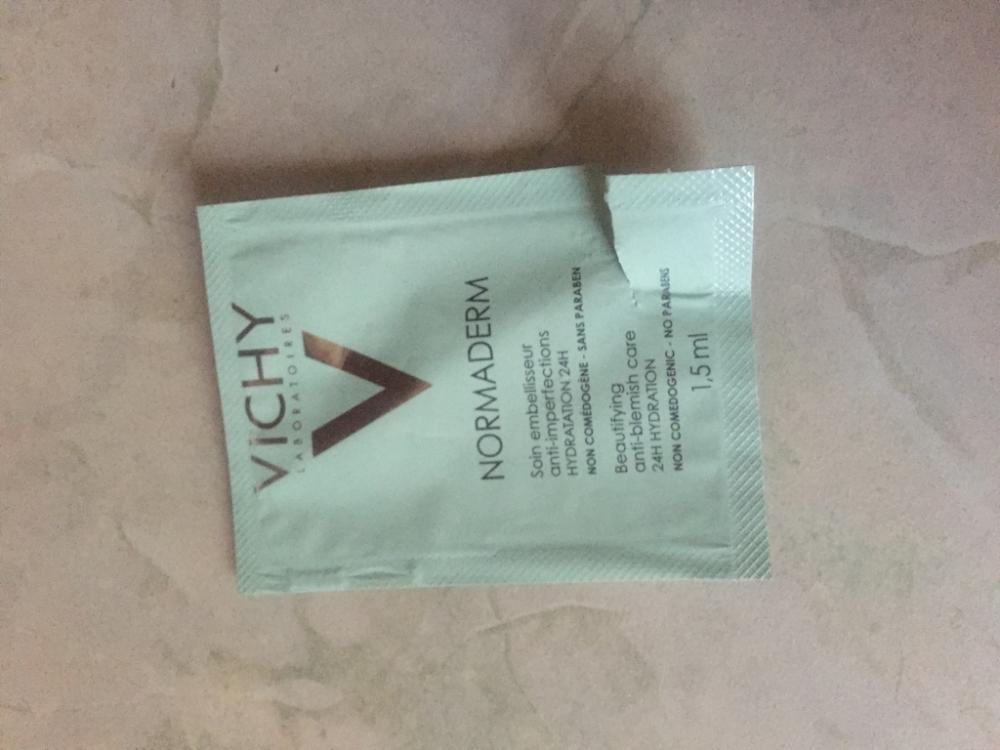 VICHY
LABORATOIRES
NORMADERM
Soin embellisseur
anti-imperfections
HYDRATATION 24H
NON COMÉDOGÈNE - SANS PARABEN
Beautifying
anti-blemish care
24H HYDRATION
NON COMEDOGENIC - NO PARABENS
1,5 ml